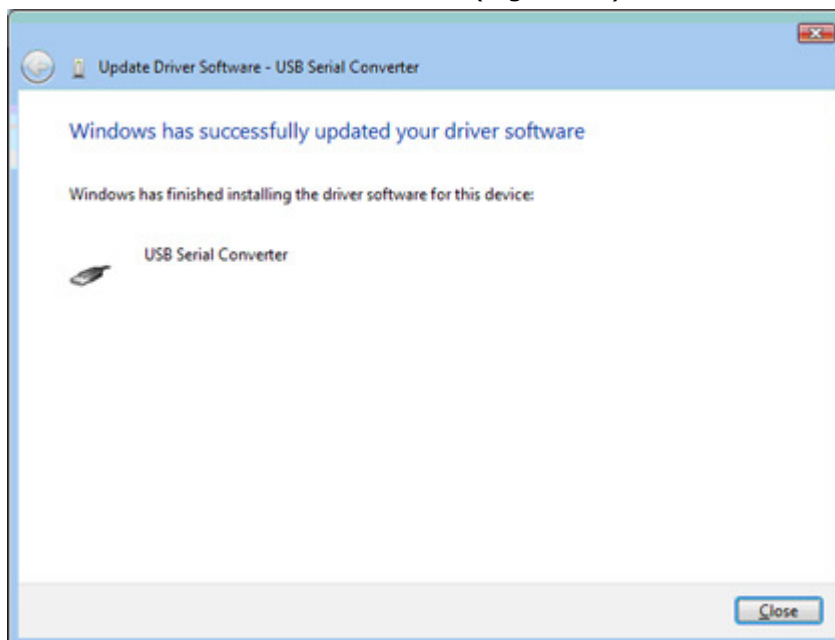 Update Driver Software - USB Serial Converter
Windows has successfully updated your driver software
Windows has finished installing the driver software for this device:
USB Serial Converter
Close